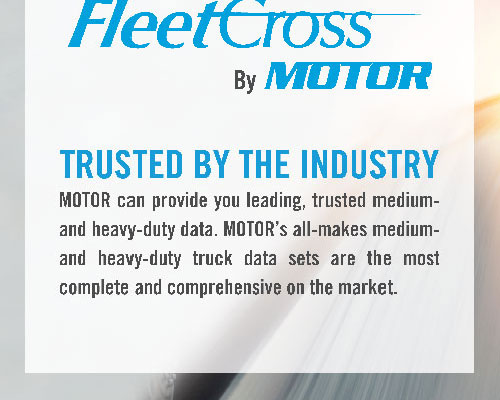 FleetCross
By MOTOR
TRUSTED BY THE INDUSTRY
MOTOR can provide you leading, trusted medium-
and heavy-duty data. MOTOR's all-makes medium-
and heavy-duty truck data sets are the most
complete and comprehensive on the market.